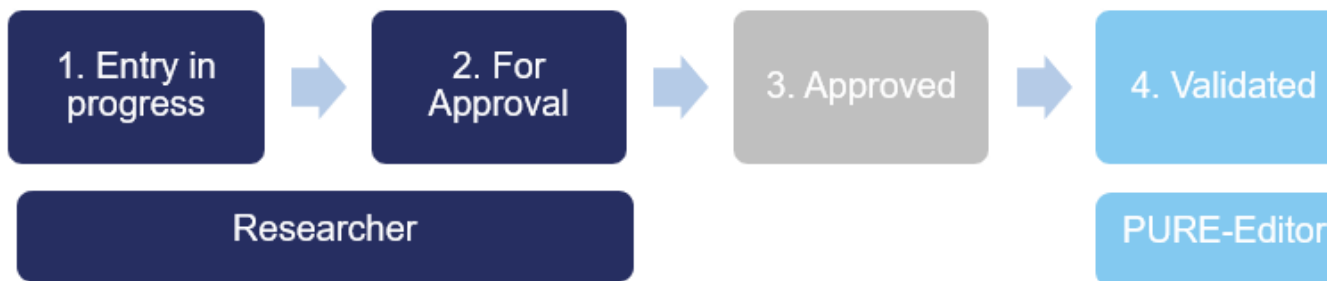 1. Entry in
progress
2. For
Approval
3. Approved
4. Validated
Researcher
PURE-Editor